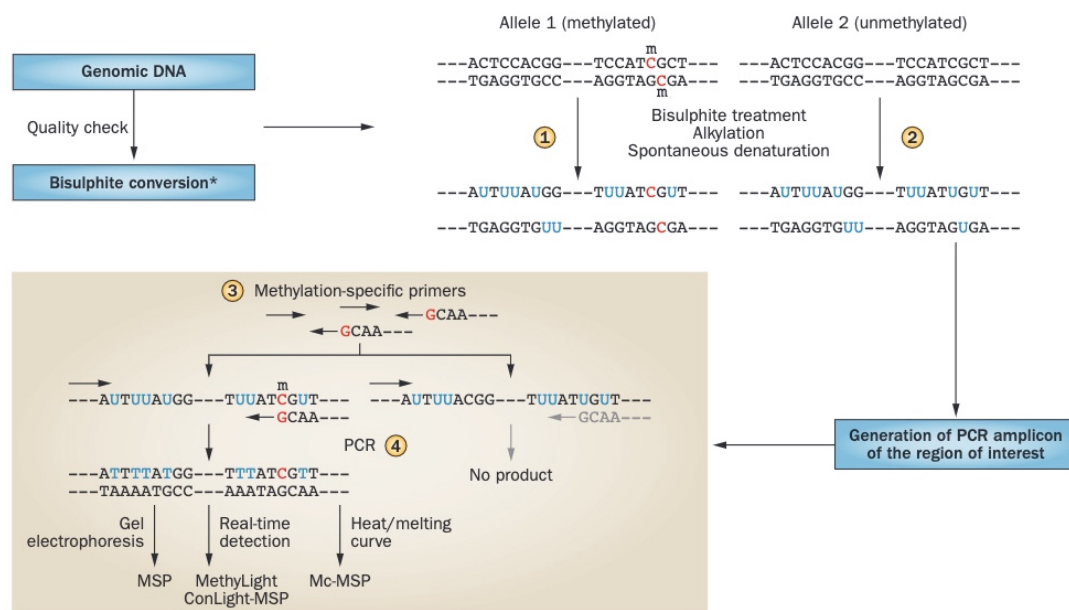 Allele 1 (methylated)
Allele 2 (unmethylated)
Genomic DNA
Quality check
Bisulphite conversion*
m
---ACTCCACGG---TCCATCGCT---
---TGAGGTGCC---AGGTAGCGA---
m
---ACTCCACGG---TCCATCGCT---
---TGAGGTGCC---AGGTAGCGA---
1
Bisulphite treatment
Alkylation
Spontaneous denaturation
2
---AUTUUAUGG---TUUATCGUT---
---TGAGGTGUU---AGGTAGCGA---
---AUTUUAUGG---TUUATUGUT---
---TGAGGTGUU---AGGTAGUGA---
3 Methylation-specific primers
GCAA---
GCAA---
m
---AUTUUAUGG---TUUATCGUT---
GCAA---
---AUTUUACGG---TUUATUGUT---
GCAA---
PCR 4
No product
---ATTTTATGG---TTTATCGTT---
---TAAAATGCC---AAATAGCAA---
Gel
electrophoresis
Real-time
detection
Heat/melting
curve
MSP
MethyLight
ConLight-MSP
Mc-MSP
Generation of PCR amplicon
of the region of interest